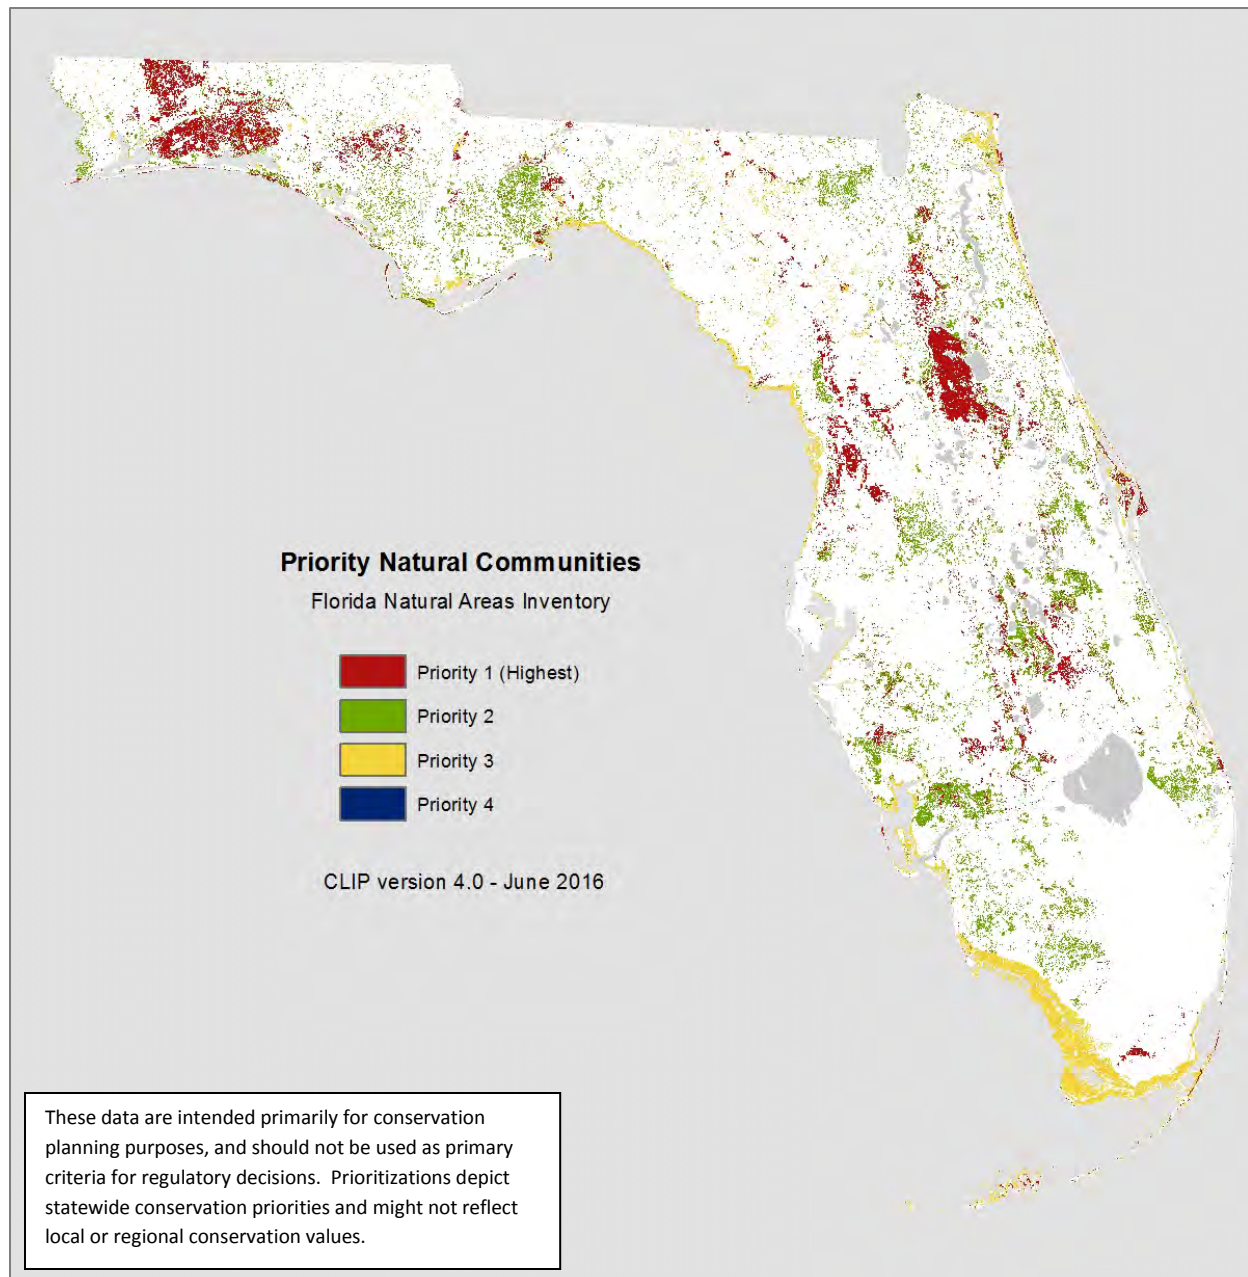 Priority Natural Communities
Florida Natural Areas Inventory
Priority 1 (Highest)
Priority 2
Priority 3
Priority 4
CLIP version 4.0 - June 2016
These data are intended primarily for conservation
planning purposes, and should not be used as primary
criteria for regulatory decisions.  Prioritizations depict
statewide conservation priorities and might not reflect
local or regional conservation values.